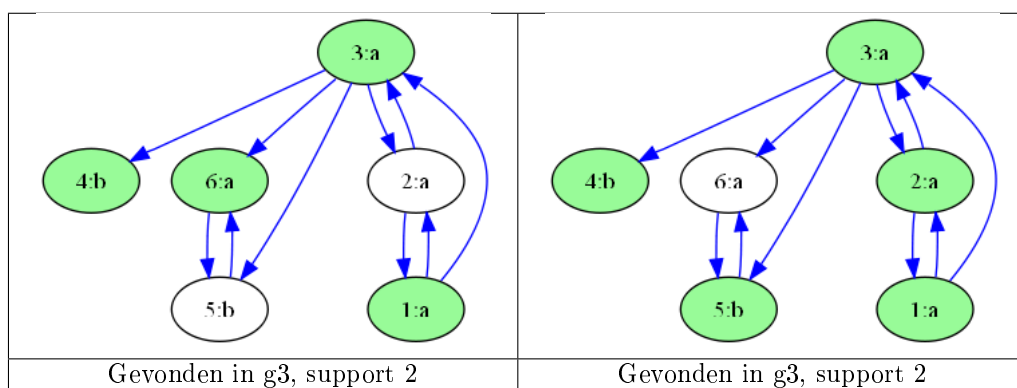 3:a
4:b
6:a
2:a
5:b
1:a
Gevonden in g3, support 2
3:a
4:b
6:a
2:a
5:b
1:a
Gevonden in g3, support 2